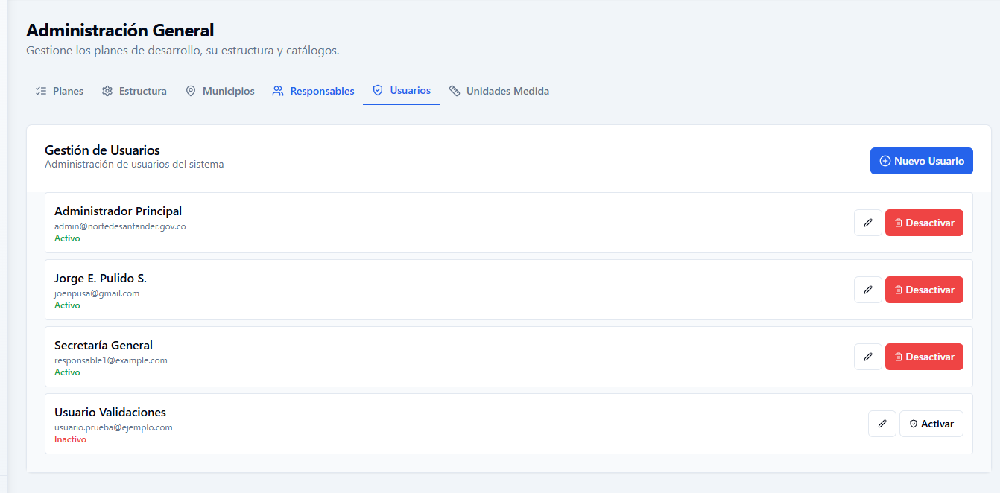 Administración General
Gestione los planes de desarrollo, su estructura y catálogos.
Planes Estructura Municipios Responsables Usuarios Unidades Medida
Gestión de Usuarios
Administración de usuarios del sistema
Nuevo Usuario
Administrador Principal
admin@nortedesantander.gov.co
Activo
Desactivar
Jorge E. Pulido S.
joenpusa@gmail.com
Activo
Desactivar
Secretaría General
responsable1@example.com
Activo
Desactivar
Usuario Validaciones
usuario.prueba@ejemplo.com
Inactivo
Activar